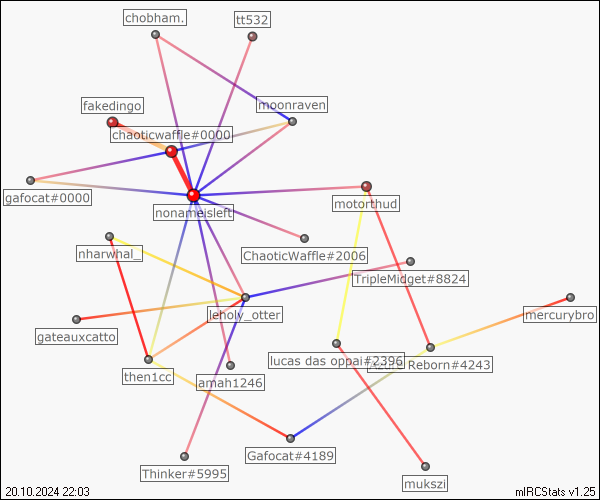 chobham.
tt532
fakedingo
moonraven
chaoticwaffle#0000
gafocat#0000
nonameisleft
motorthud
nharwhal_
ChaoticWaffle#2006
TripleMidget#8824
leholy_otter
mercurybro
gateauxcatto
lucas das oppai#2396
Reborn#4243
then1cc
amah1246
Gafocat#4189
Thinker#5995
mukszi
20.10.2024 22:03
mIRCStats v1.25